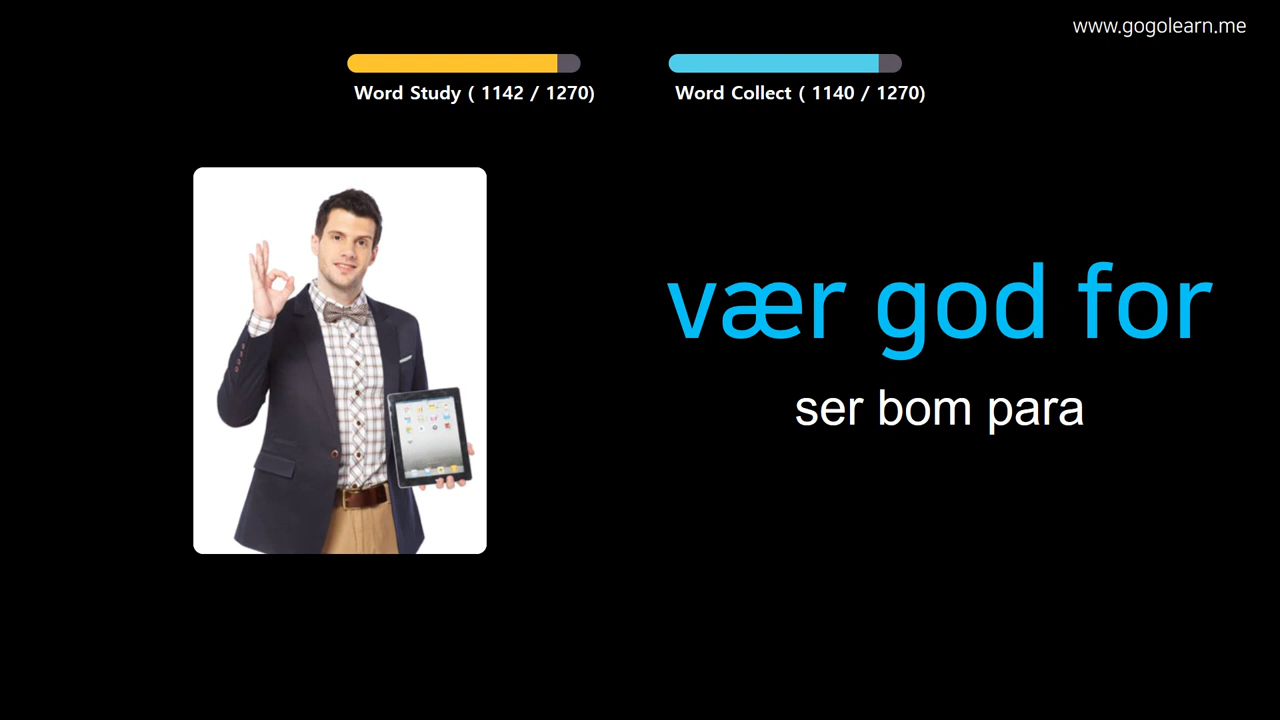 www.gogolearn.me
Word Study ( 1142 / 1270)
Word Collect ( 1140 / 1270)
vær god for
ser bom para